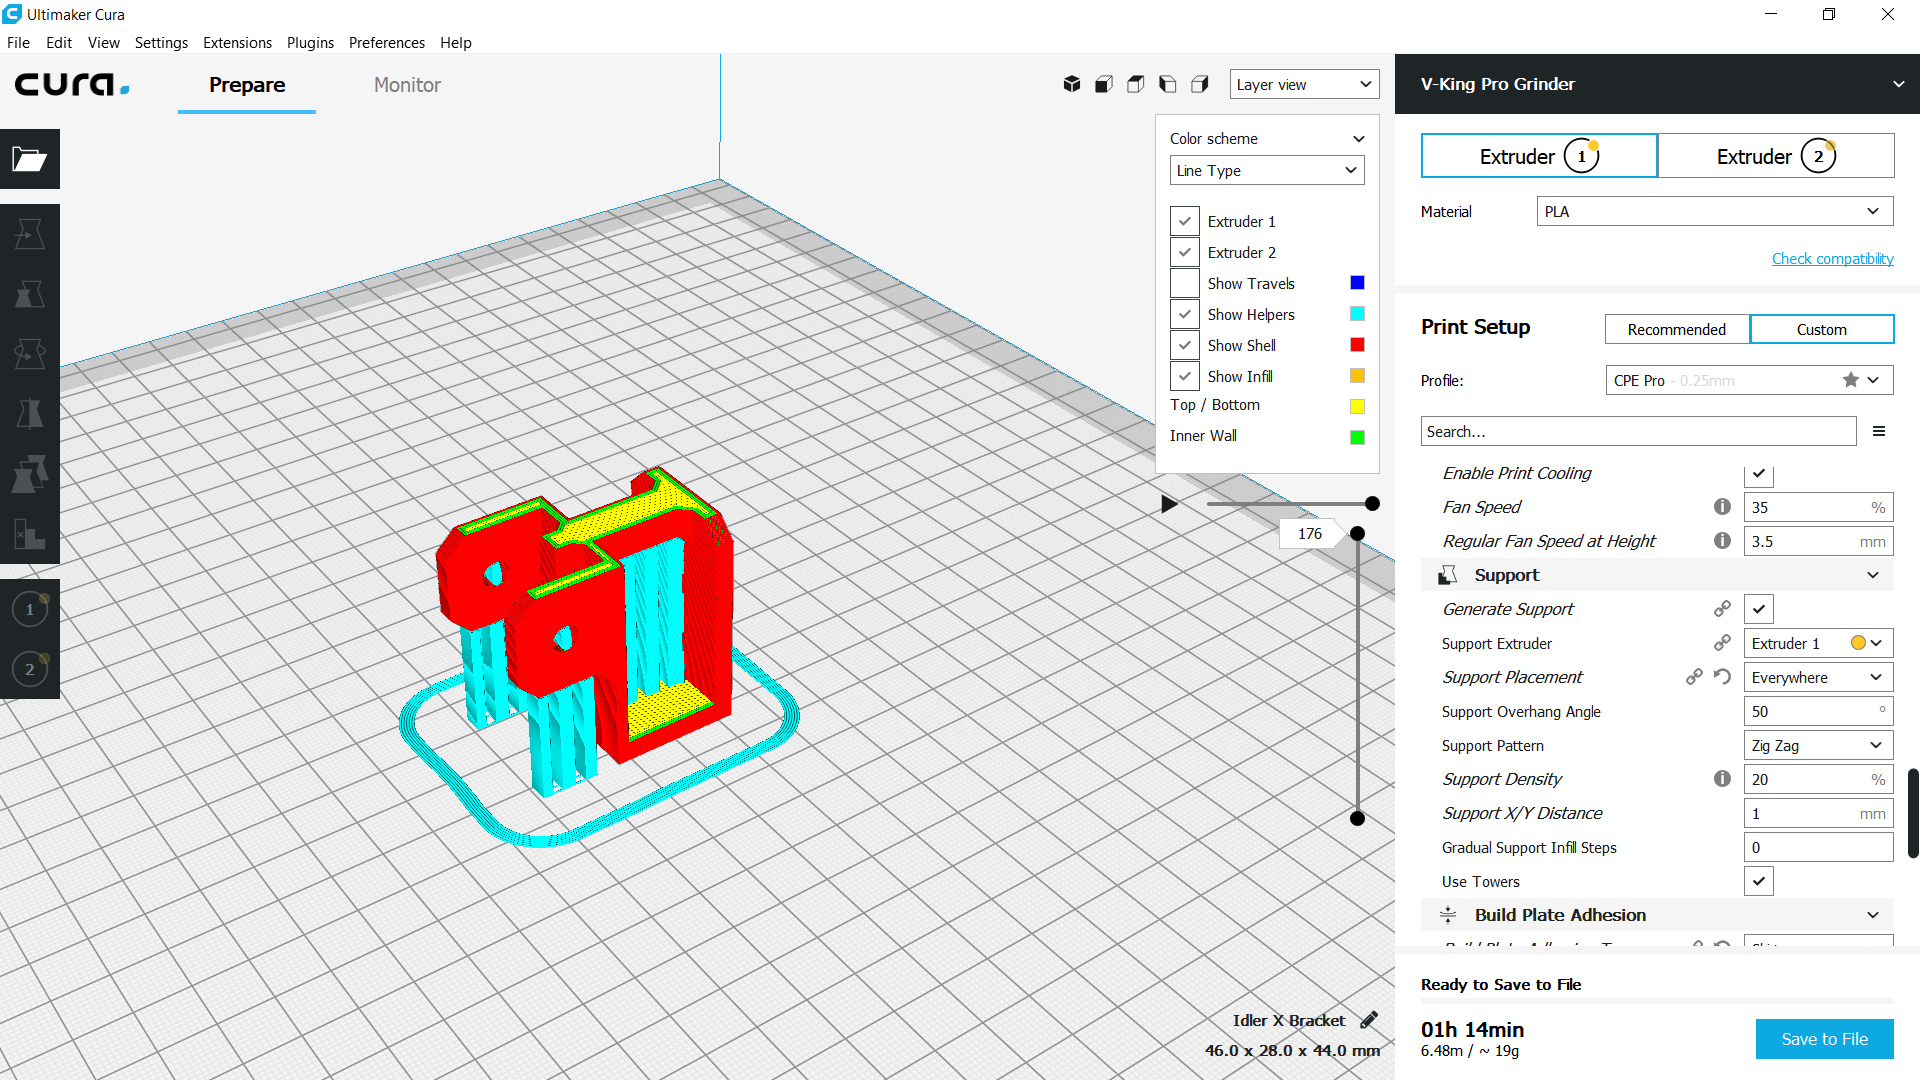 Ultimaker Cura
File Edit View Settings Extensions Plugins Preferences Help
cura.
Prepare Monitor
Layer view
Color scheme
Line Type
Extruder 1
Extruder 2
Show Travels
Show Helpers
Show Shell
Show Infill
Top / Bottom
Inner Wall
176
1
2
Idler X Bracket
46.0 x 28.0 x 44.0 mm
V-King Pro Grinder
Extruder 1 Extruder 2
Material PLA
Check compatibility
Print Setup Recommended Custom
Profile: CPE Pro - 0.25mm
Search...
Enable Print Cooling
Fan Speed 35 %
Regular Fan Speed at Height 3.5 mm
Support
Generate Support
Support Extruder Extruder 1
Support Placement Everywhere
Support Overhang Angle 50 °
Support Pattern Zig Zag
Support Density 20 %
Support X/Y Distance 1 mm
Gradual Support Infill Steps 0
Use Towers
Build Plate Adhesion
Ready to Save to File
01h 14min
6.48m / ~ 19g
Save to File